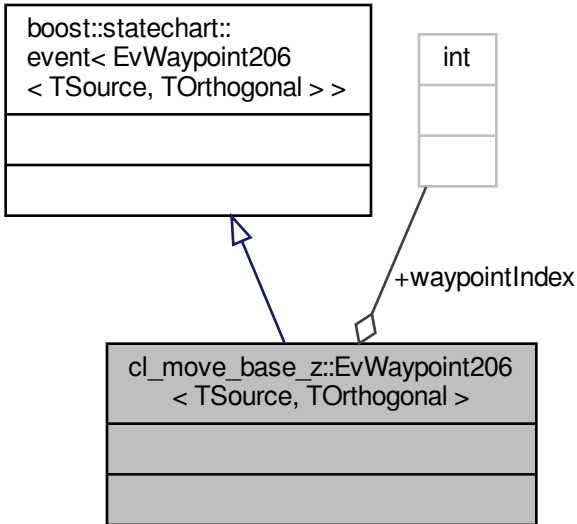 boost::statechart::
event< EvWaypoint206
< TSource, TOrthogonal > >
int
+waypointIndex
cl_move_base_z::EvWaypoint206
< TSource, TOrthogonal >